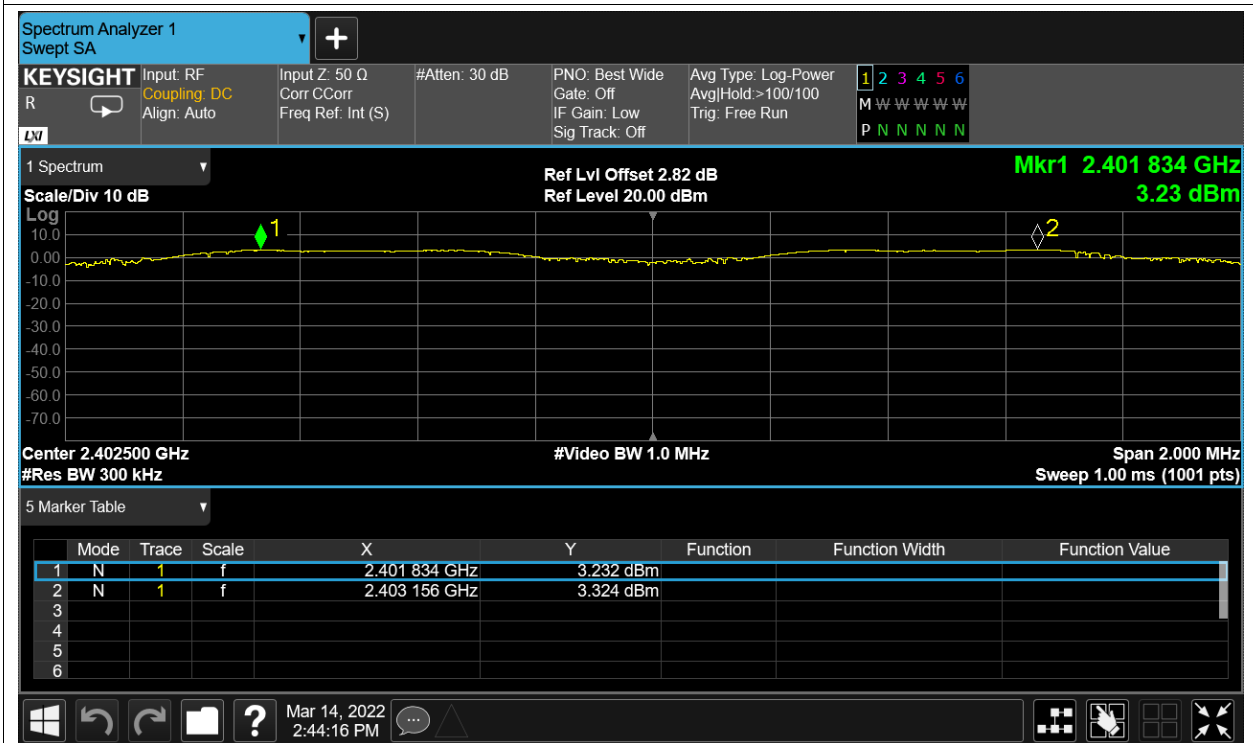 Spectrum Analyzer 1
Swept SA
KEYSIGHT
R
LXI
Input: RF
Coupling: DC
Align: Auto
Input Z: 50 Ω
Corr CCorr
Freq Ref: Int (S)
#Atten: 30 dB
PNO: Best Wide
Gate: Off
IF Gain: Low
Sig Track: Off
Avg Type: Log-Power
Avg|Hold:>100/100
Trig: Free Run
1 2 3 4 5 6
M W W W W W
P N N N N N
1 Spectrum
Scale/Div 10 dB
Ref Lvl Offset 2.82 dB
Ref Level 20.00 dBm
Mkr1 2.401 834 GHz
3.23 dBm
Log
1
2
10.0
0.00
-10.0
-20.0
-30.0
-40.0
-50.0
-60.0
-70.0
Center 2.402500 GHz
#Res BW 300 kHz
#Video BW 1.0 MHz
Span 2.000 MHz
Sweep 1.00 ms (1001 pts)
5 Marker Table
Mode Trace Scale X Y Function Function Width Function Value
1 N 1 f 2.401 834 GHz 3.232 dBm
2 N 1 f 2.403 156 GHz 3.324 dBm
3
4
5
6
?
Mar 14, 2022
2:44:16 PM